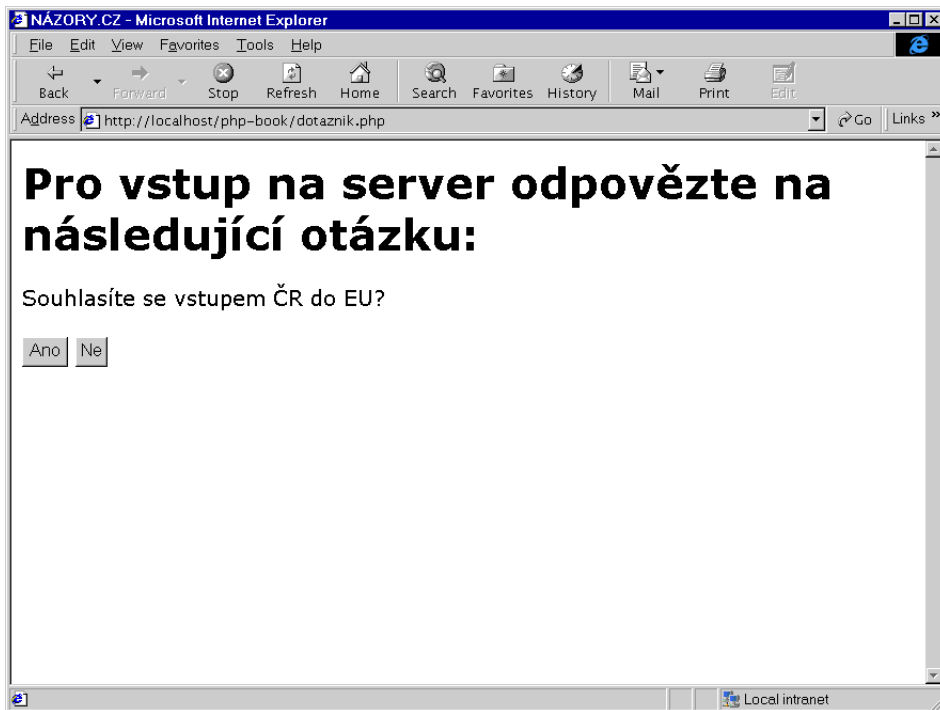 NÁZORY.CZ - Microsoft Internet Explorer
File Edit View Favorites Tools Help
Back Forward Stop Refresh Home Search Favorites History Mail Print Edit
Address http://localhost/php-book/dotaznik.php Go Links »
Pro vstup na server odpovězte na
následující otázku:
Souhlasíte se vstupem ČR do EU?
Ano Ne
Local intranet